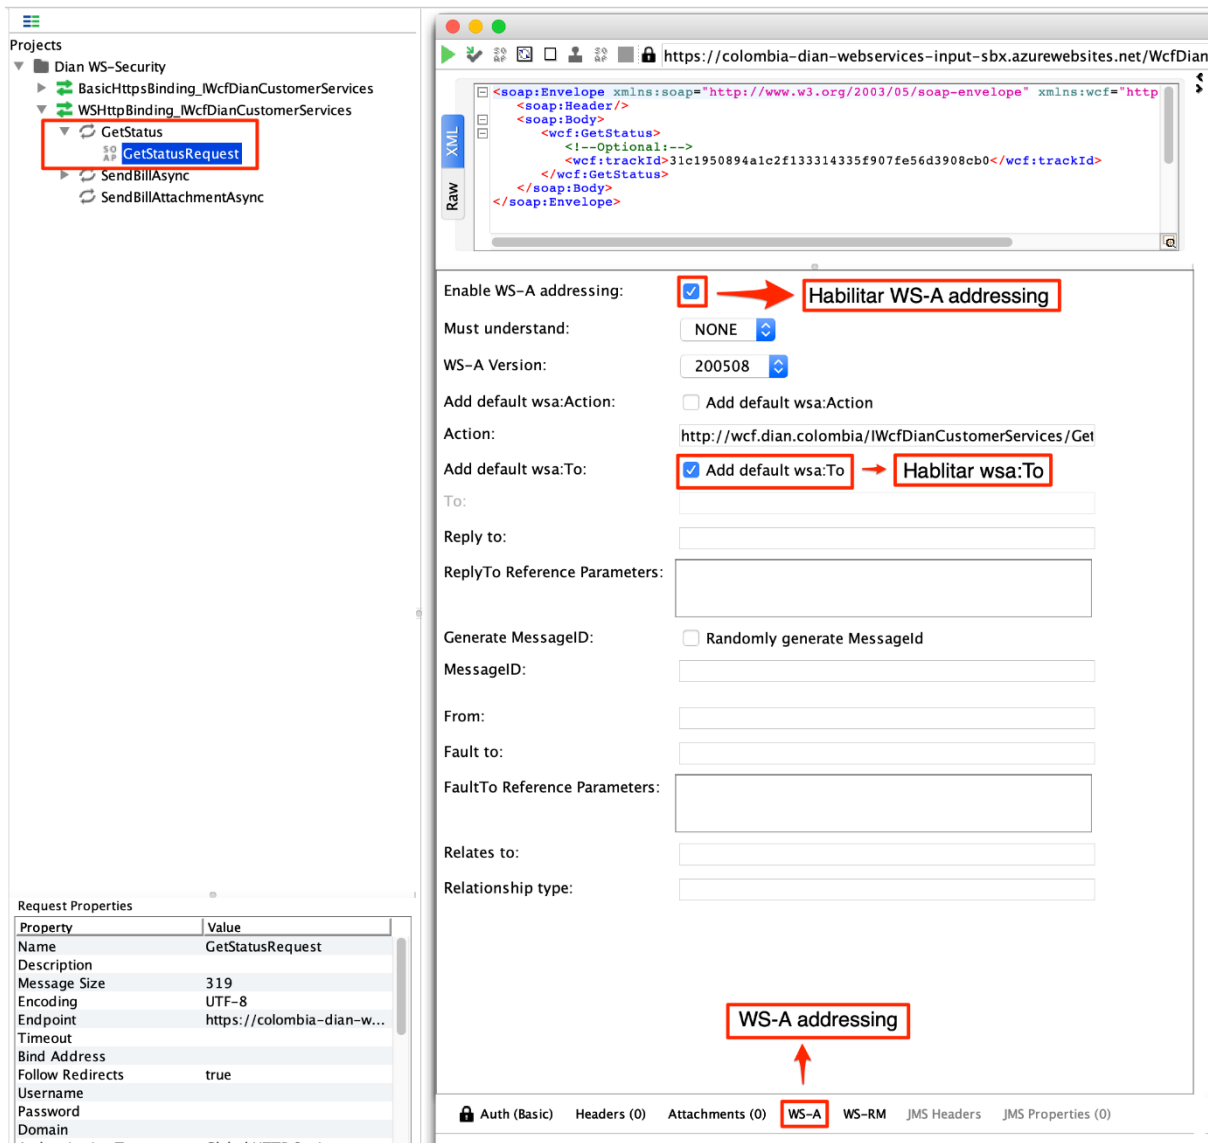 Projects
Dian WS-Security
BasicHttpsBinding_IWcfDianCustomerServices
WSHttpBinding_IWcfDianCustomerServices
GetStatus
SO AP GetStatusRequest
SendBillAsync
SendBillAttachmentAsync
Request Properties
Property Value
Name GetStatusRequest
Description
Message Size 319
Encoding UTF-8
Endpoint https://colombia-dian-w...
Timeout
Bind Address
Follow Redirects true
Username
Password
Domain
https://colombia-dian-webservices-input-sbx.azurewebsites.net/WcfDian
XML
Raw
<soap:Envelope xmlns:soap="http://www.w3.org/2003/05/soap-envelope" xmlns:wcf="http
<soap:Header/>
<soap:Body>
<wcf:GetStatus>
<!--Optional:-->
<wcf:trackId>31c1950894a1c2f133314335f907fe56d3908cb0</wcf:trackId>
</wcf:GetStatus>
</soap:Body>
</soap:Envelope>
Enable WS-A addressing: Habilitar WS-A addressing
Must understand: NONE
WS-A Version: 200508
Add default wsa:Action: Add default wsa:Action
Action: http://wcf.dian.colombia/IWcfDianCustomerServices/Get
Add default wsa:To: Add default wsa:To Hablitar wsa:To
To:
Reply to:
ReplyTo Reference Parameters:
Generate MessageID: Randomly generate MessageId
MessageID:
From:
Fault to:
FaultTo Reference Parameters:
Relates to:
Relationship type:
WS-A addressing
Auth (Basic) Headers (0) Attachments (0) WS-A WS-RM JMS Headers JMS Properties (0)